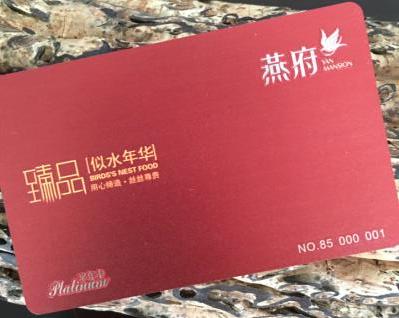 燕府
YAN
MANSION
臻品
似水年华
BIRDS'S NEST FOOD
用心缔造·丝丝尊贵
NO.85 000 001
Platinum